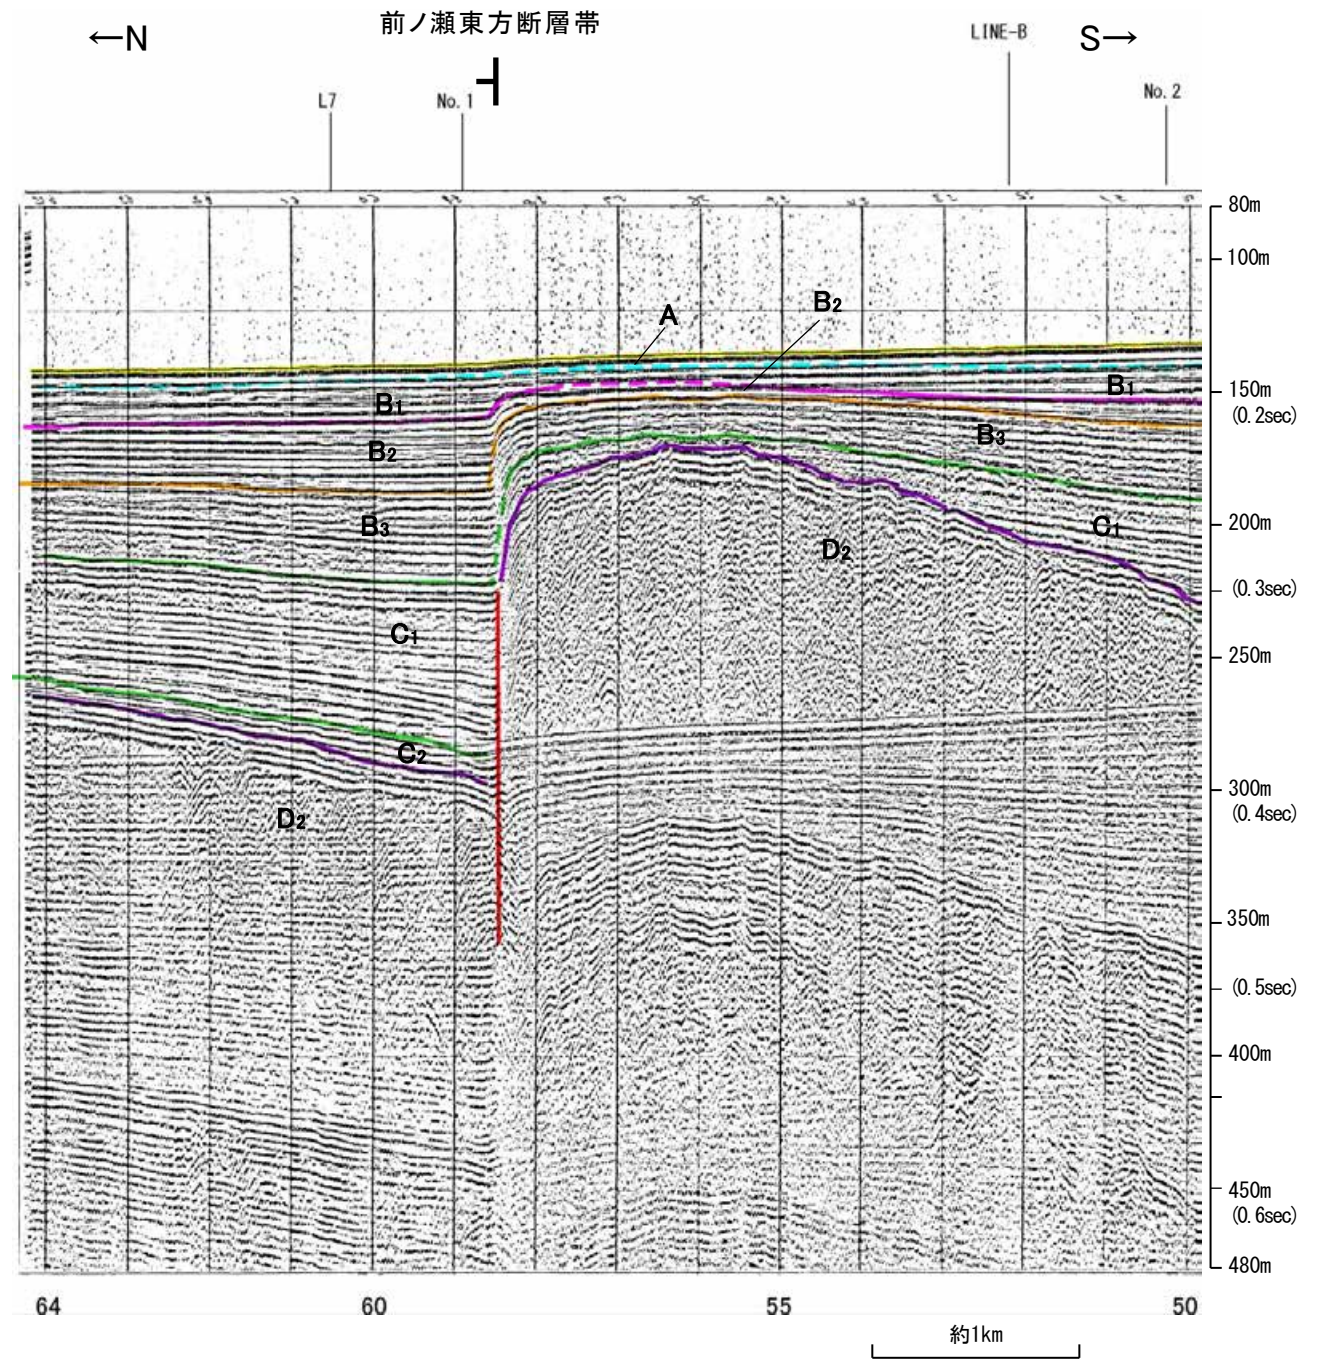 前ノ瀬東方断層帯
←N
LINE-B
S→
L7
No. 1
No. 2
80m
100m
A
B2
B1
B1
150m
(0.2sec)
B2
B3
B3
200m
C1
D2
(0.3sec)
C1
250m
C2
300m
(0.4sec)
D2
350m
(0.5sec)
400m
450m
(0.6sec)
480m
64
60
55
50
約1km